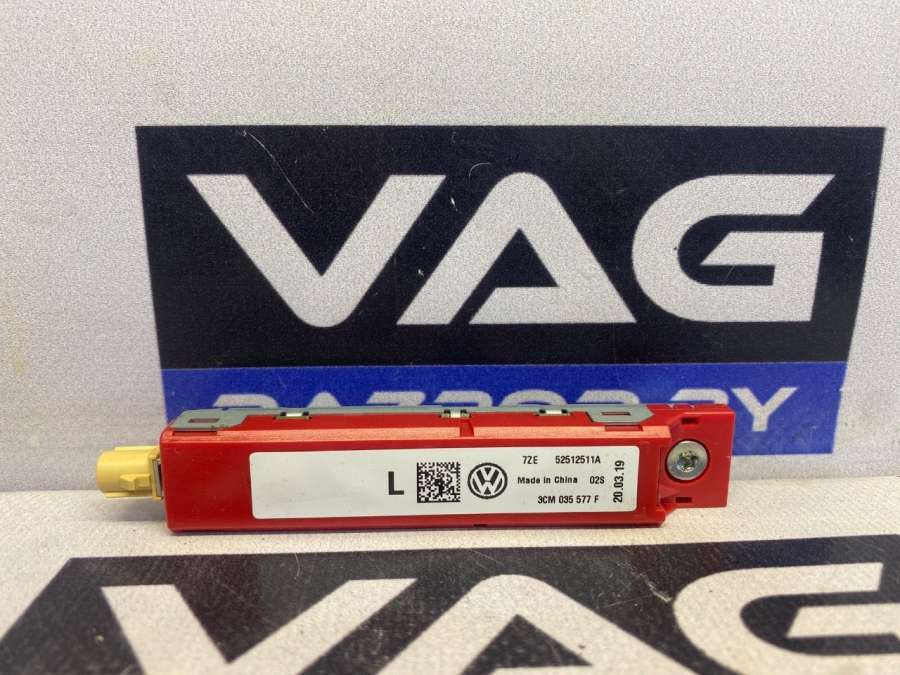 VAG
L
7ZE 52512511A
Made in China 02S
3CM 035 577 F
20.03.19
VAG